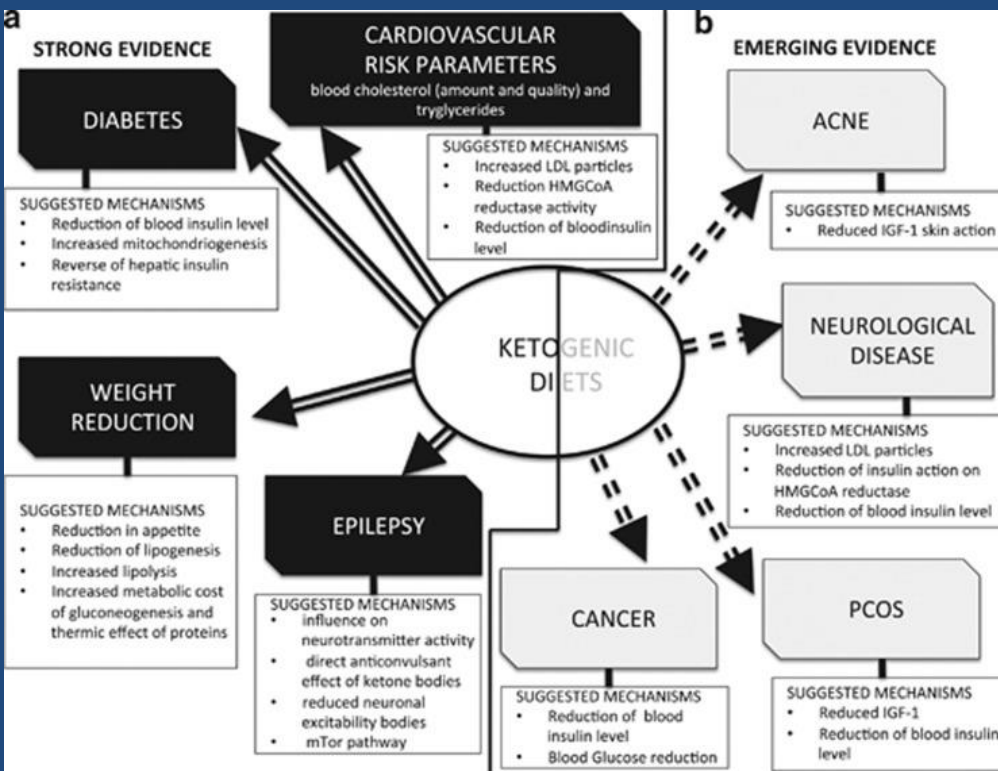 a
STRONG EVIDENCE
DIABETES
SUGGESTED MECHANISMS
• Reduction of blood insulin level
• Increased mitochondriogenesis
• Reverse of hepatic insulin
resistance
CARDIOVASCULAR
RISK PARAMETERS
blood cholesterol (amount and quality) and
tryglycerides
SUGGESTED MECHANISMS
• Increased LDL particles
• Reduction HMGCoA
reductase activity
• Reduction of bloodinsulin
level
WEIGHT
REDUCTION
SUGGESTED MECHANISMS
• Reduction in appetite
• Reduction of lipogenesis
• Increased lipolysis
• Increased metabolic cost
of gluconeogenesis and
thermic effect of proteins
EPILEPSY
SUGGESTED MECHANISMS
• influence on
neurotransmitter activity
• direct anticonvulsant
effect of ketone bodies
• reduced neuronal
excitability bodies
• mTor pathway
KETOGENIC
DIETS
b
EMERGING EVIDENCE
ACNE
SUGGESTED MECHANISMS
• Reduced IGF-1 skin action
NEUROLOGICAL
DISEASE
SUGGESTED MECHANISMS
• Increased LDL particles
• Reduction of insulin action on
HMGCoA reductase
• Reduction of blood insulin level
CANCER
SUGGESTED MECHANISMS
• Reduction of blood
insulin level
• Blood Glucose reduction
PCOS
SUGGESTED MECHANISMS
• Reduced IGF-1
• Reduction of blood insulin
level